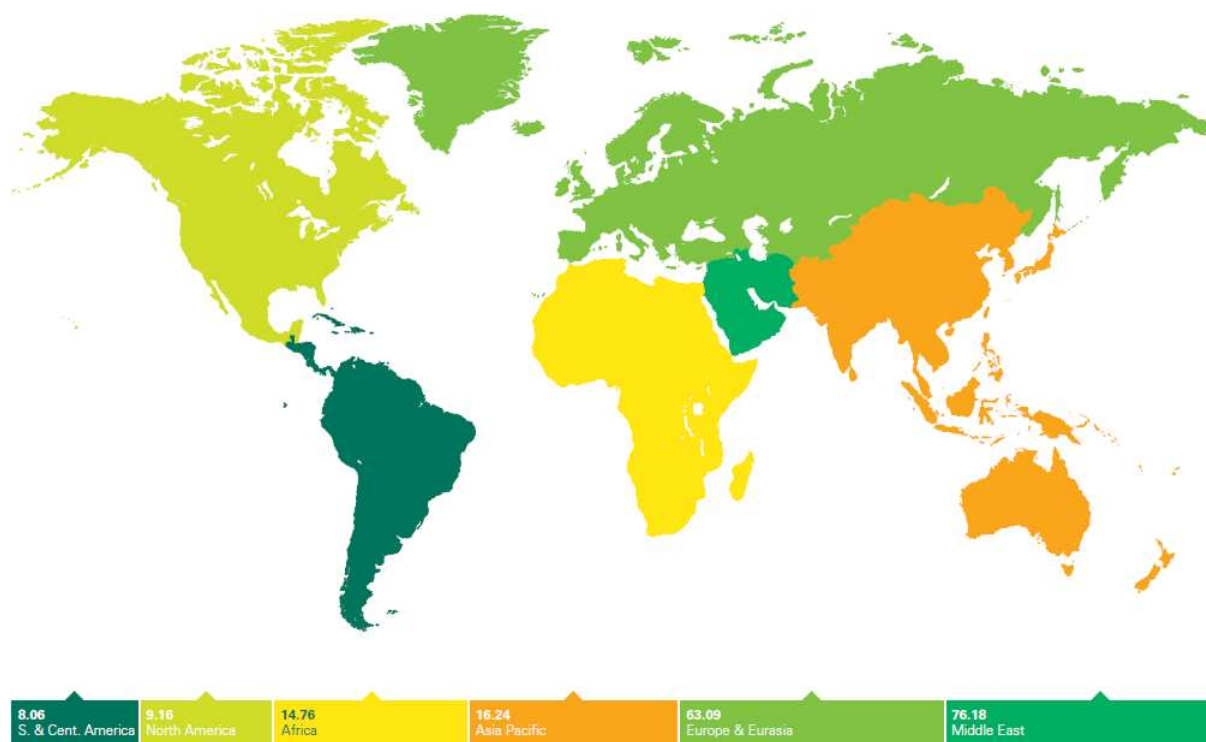 8.06
S. & Cent. America
9.16
North America
14.76
Africa
16.24
Asia Pacific
63.09
Europe & Eurasia
76.18
Middle East